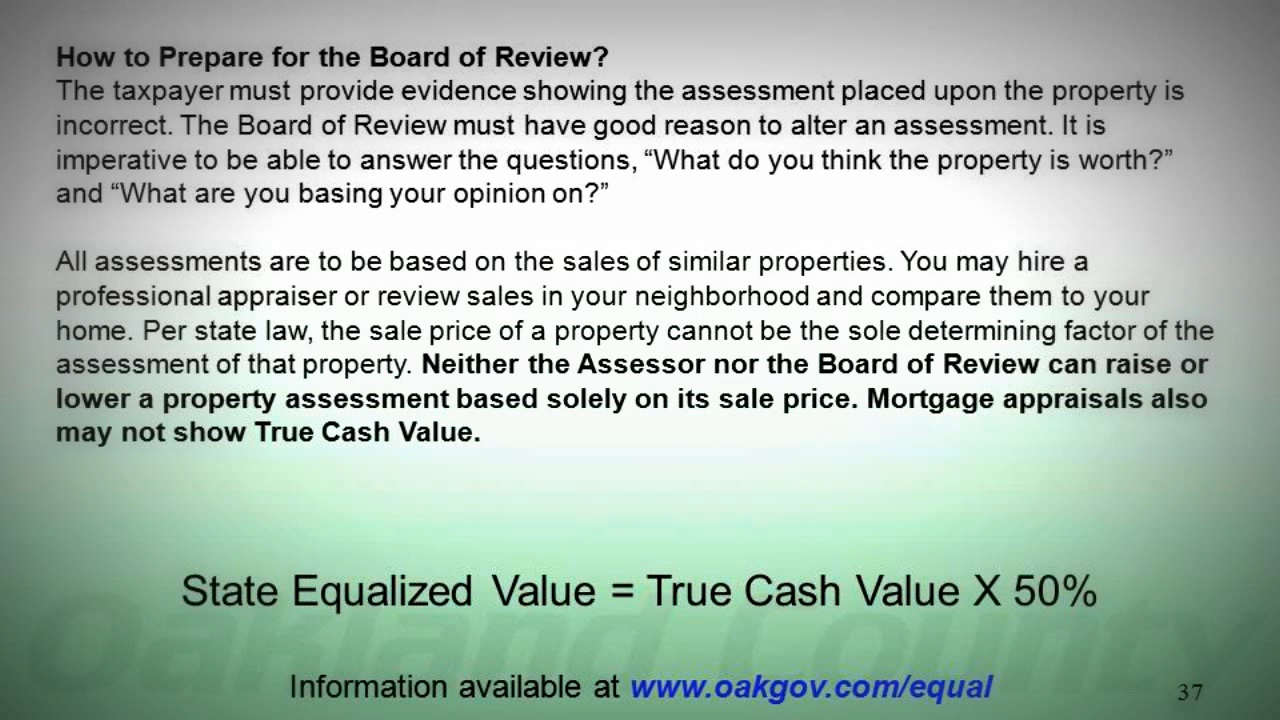 How to Prepare for the Board of Review?
The taxpayer must provide evidence showing the assessment placed upon the property is
incorrect. The Board of Review must have good reason to alter an assessment. It is
imperative to be able to answer the questions, “What do you think the property is worth?”
and “What are you basing your opinion on?”
All assessments are to be based on the sales of similar properties. You may hire a
professional appraiser or review sales in your neighborhood and compare them to your
home. Per state law, the sale price of a property cannot be the sole determining factor of the
assessment of that property. Neither the Assessor nor the Board of Review can raise or
lower a property assessment based solely on its sale price. Mortgage appraisals also
may not show True Cash Value.
State Equalized Value = True Cash Value X 50%
Oakland County
Information available at www.oakgov.com/equal
37